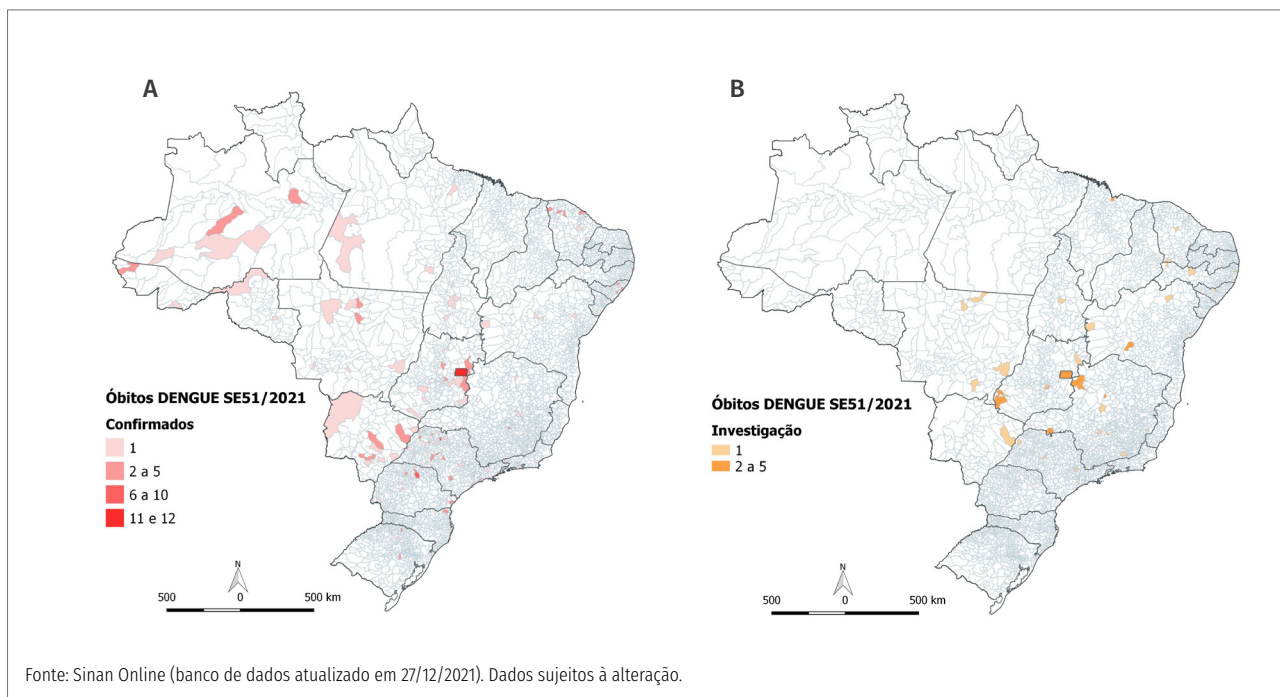 A
Óbitos DENGUE SE51/2021
Confirmados
1
2 a 5
6 a 10
11 e 12
N
500 0 500 km
B
Óbitos DENGUE SE51/2021
Investigação
1
2 a 5
N
500 0 500 km
Fonte: Sinan Online (banco de dados atualizado em 27/12/2021). Dados sujeitos à alteração.